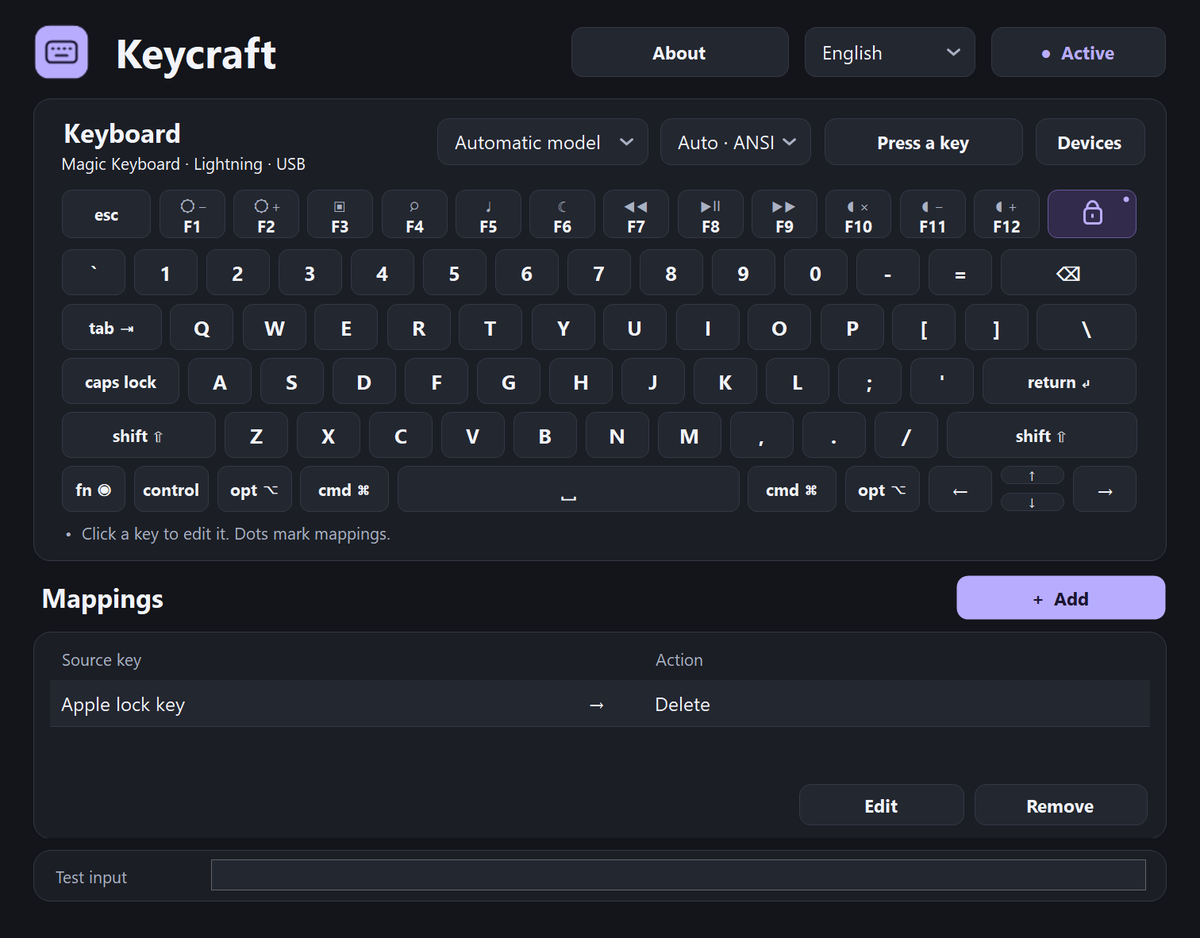 Keycraft
About
English
• Active
Keyboard
Magic Keyboard · Lightning · USB
Automatic model
Auto · ANSI
Press a key
Devices
esc
− F1
+ F2
F3
F4
♩ F5
☾ F6
◀◀ F7
▶|| F8
▶▶ F9
× F10
− F11
+ F12
` 1 2 3 4 5 6 7 8 9 0 - = ⌫
tab ⇥ Q W E R T Y U I O P [ ] \
caps lock A S D F G H J K L ; ' return ↲
shift ⇧ Z X C V B N M , . / shift ⇧
fn ◉ control opt ⌥ cmd ⌘ ⎵ cmd ⌘ opt ⌥ ← ↑ ↓ →
• Click a key to edit it. Dots mark mappings.
Mappings
+ Add
Source key Action
Apple lock key → Delete
Edit
Remove
Test input